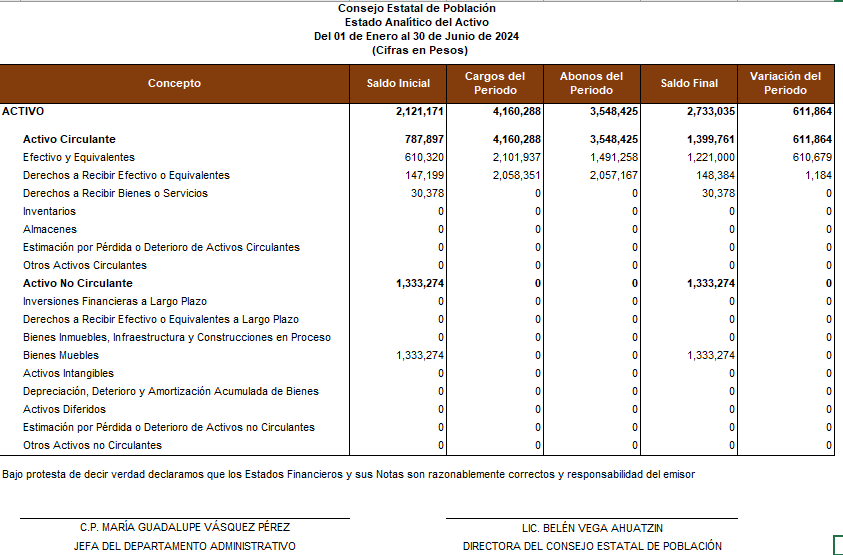 Consejo Estatal de Población
Estado Analítico del Activo
Del 01 de Enero al 30 de Junio de 2024
(Cifras en Pesos)
Concepto Saldo Inicial Cargos del Periodo Abonos del Periodo Saldo Final Variación del Periodo
ACTIVO 2,121,171 4,160,288 3,548,425 2,733,035 611,864
Activo Circulante 787,897 4,160,288 3,548,425 1,399,761 611,864
Efectivo y Equivalentes 610,320 2,101,937 1,491,258 1,221,000 610,679
Derechos a Recibir Efectivo o Equivalentes 147,199 2,058,351 2,057,167 148,384 1,184
Derechos a Recibir Bienes o Servicios 30,378 0 0 30,378 0
Inventarios 0 0 0 0 0
Almacenes 0 0 0 0 0
Estimación por Pérdida o Deterioro de Activos Circulantes 0 0 0 0 0
Otros Activos Circulantes 0 0 0 0 0
Activo No Circulante 1,333,274 0 0 1,333,274 0
Inversiones Financieras a Largo Plazo 0 0 0 0 0
Derechos a Recibir Efectivo o Equivalentes a Largo Plazo 0 0 0 0 0
Bienes Inmuebles, Infraestructura y Construcciones en Proceso 0 0 0 0 0
Bienes Muebles 1,333,274 0 0 1,333,274 0
Activos Intangibles 0 0 0 0 0
Depreciación, Deterioro y Amortización Acumulada de Bienes 0 0 0 0 0
Activos Diferidos 0 0 0 0 0
Estimación por Pérdida o Deterioro de Activos no Circulantes 0 0 0 0 0
Otros Activos no Circulantes 0 0 0 0 0
Bajo protesta de decir verdad declaramos que los Estados Financieros y sus Notas son razonablemente correctos y responsabilidad del emisor
C.P. MARÍA GUADALUPE VÁSQUEZ PÉREZ LIC. BELÉN VEGA AHUATZIN
JEFA DEL DEPARTAMENTO ADMINISTRATIVO DIRECTORA DEL CONSEJO ESTATAL DE POBLACIÓN